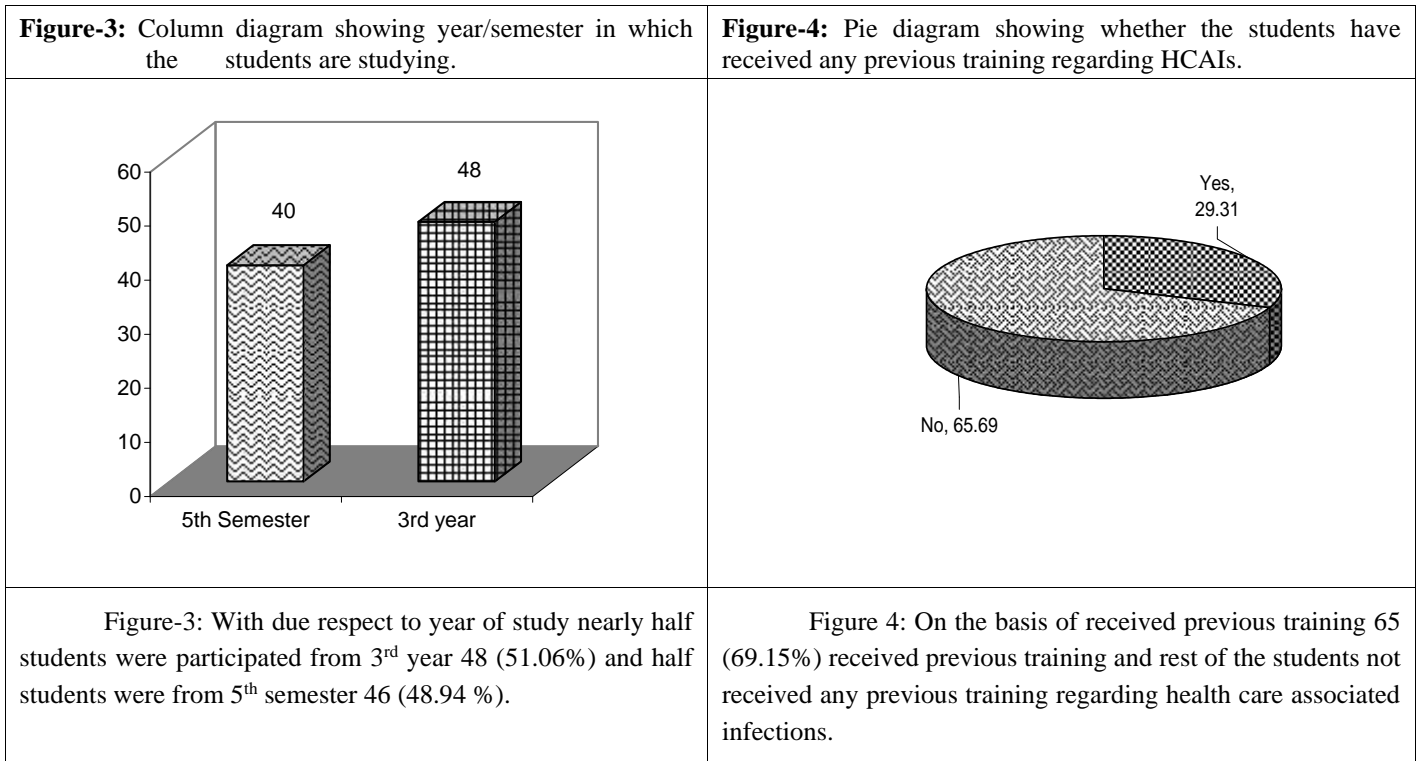 Figure-3: Column diagram showing year/semester in which
the students are studying.
Figure-4: Pie diagram showing whether the students have
received any previous training regarding HCAIs.
60
50
40
30
20
10
0
40
48
5th Semester
3rd year
Yes,
29.31
No, 65.69
Figure-3: With due respect to year of study nearly half
students were participated from 3rd year 48 (51.06%) and half
students were from 5th semester 46 (48.94 %).
Figure 4: On the basis of received previous training 65
(69.15%) received previous training and rest of the students not
received any previous training regarding health care associated
infections.